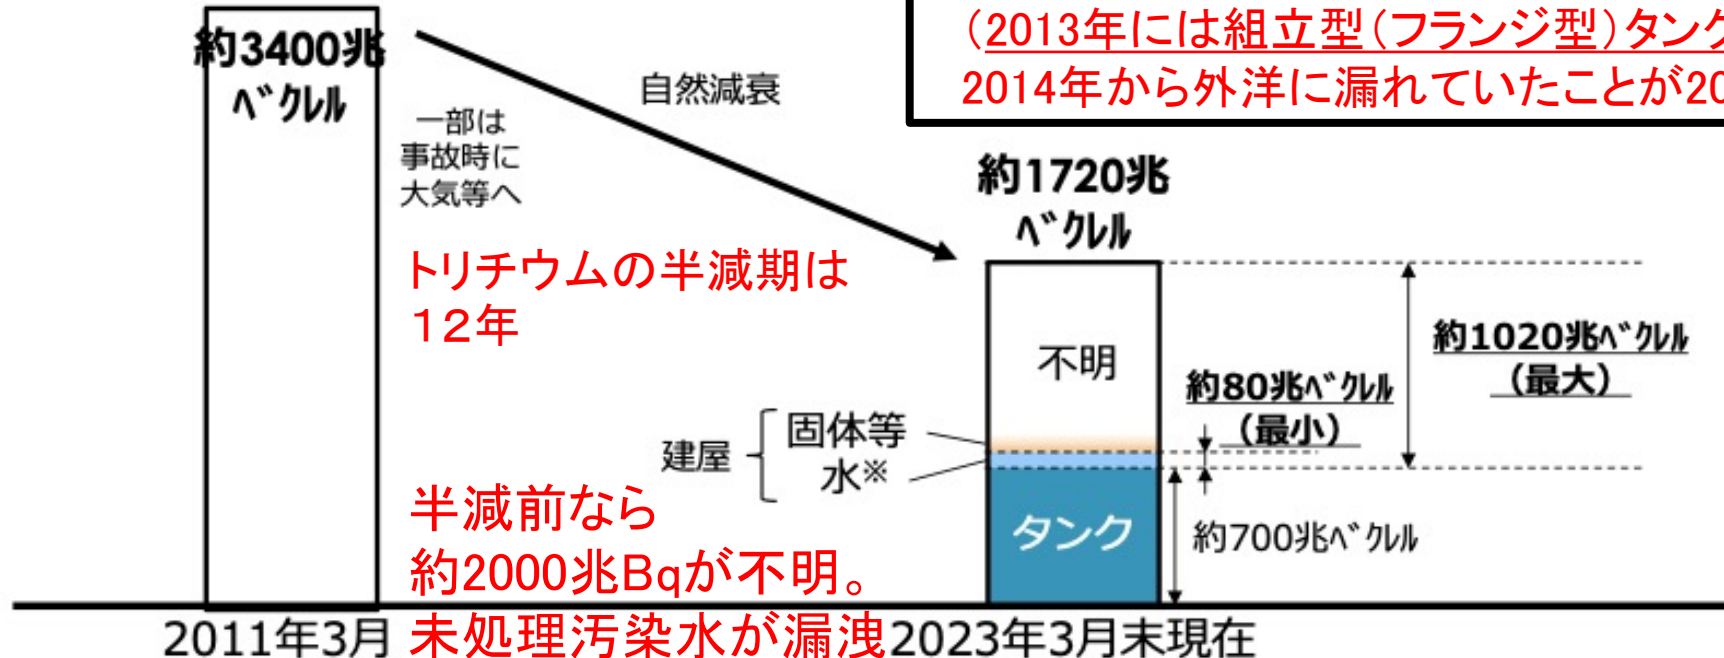 （2013年には組立型（フランジ型）タンク
2014年から外洋に漏れていたことが20
約3400兆
ﾍﾞｸﾚﾙ
自然減衰
一部は
事故時に
大気等へ
約1720兆
ﾍﾞｸﾚﾙ
トリチウムの半減期は
１２年
不明
約1020兆ﾍﾞｸﾚﾙ
（最大）
約80兆ﾍﾞｸﾚﾙ
（最小）
建屋
固体等
水※
タンク
約700兆ﾍﾞｸﾚﾙ
半減前なら
約2000兆Bqが不明。
未処理汚染水が漏洩
2011年3月
2023年3月末現在